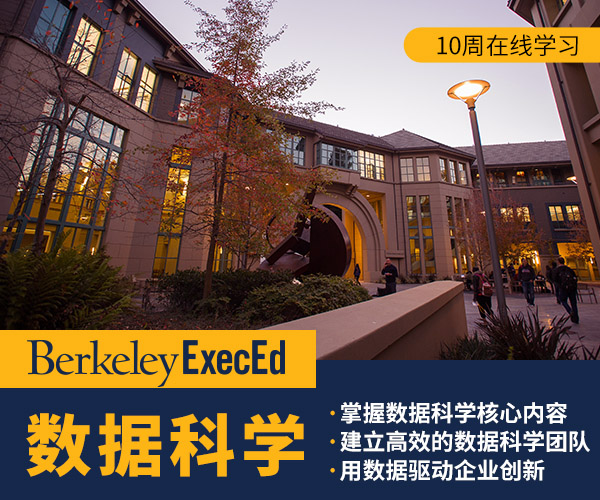 10周在线学习
Berkeley ExecEd
数据科学
·掌握数据科学核心内容
·建立高效的数据科学团队
·用数据驱动企业创新